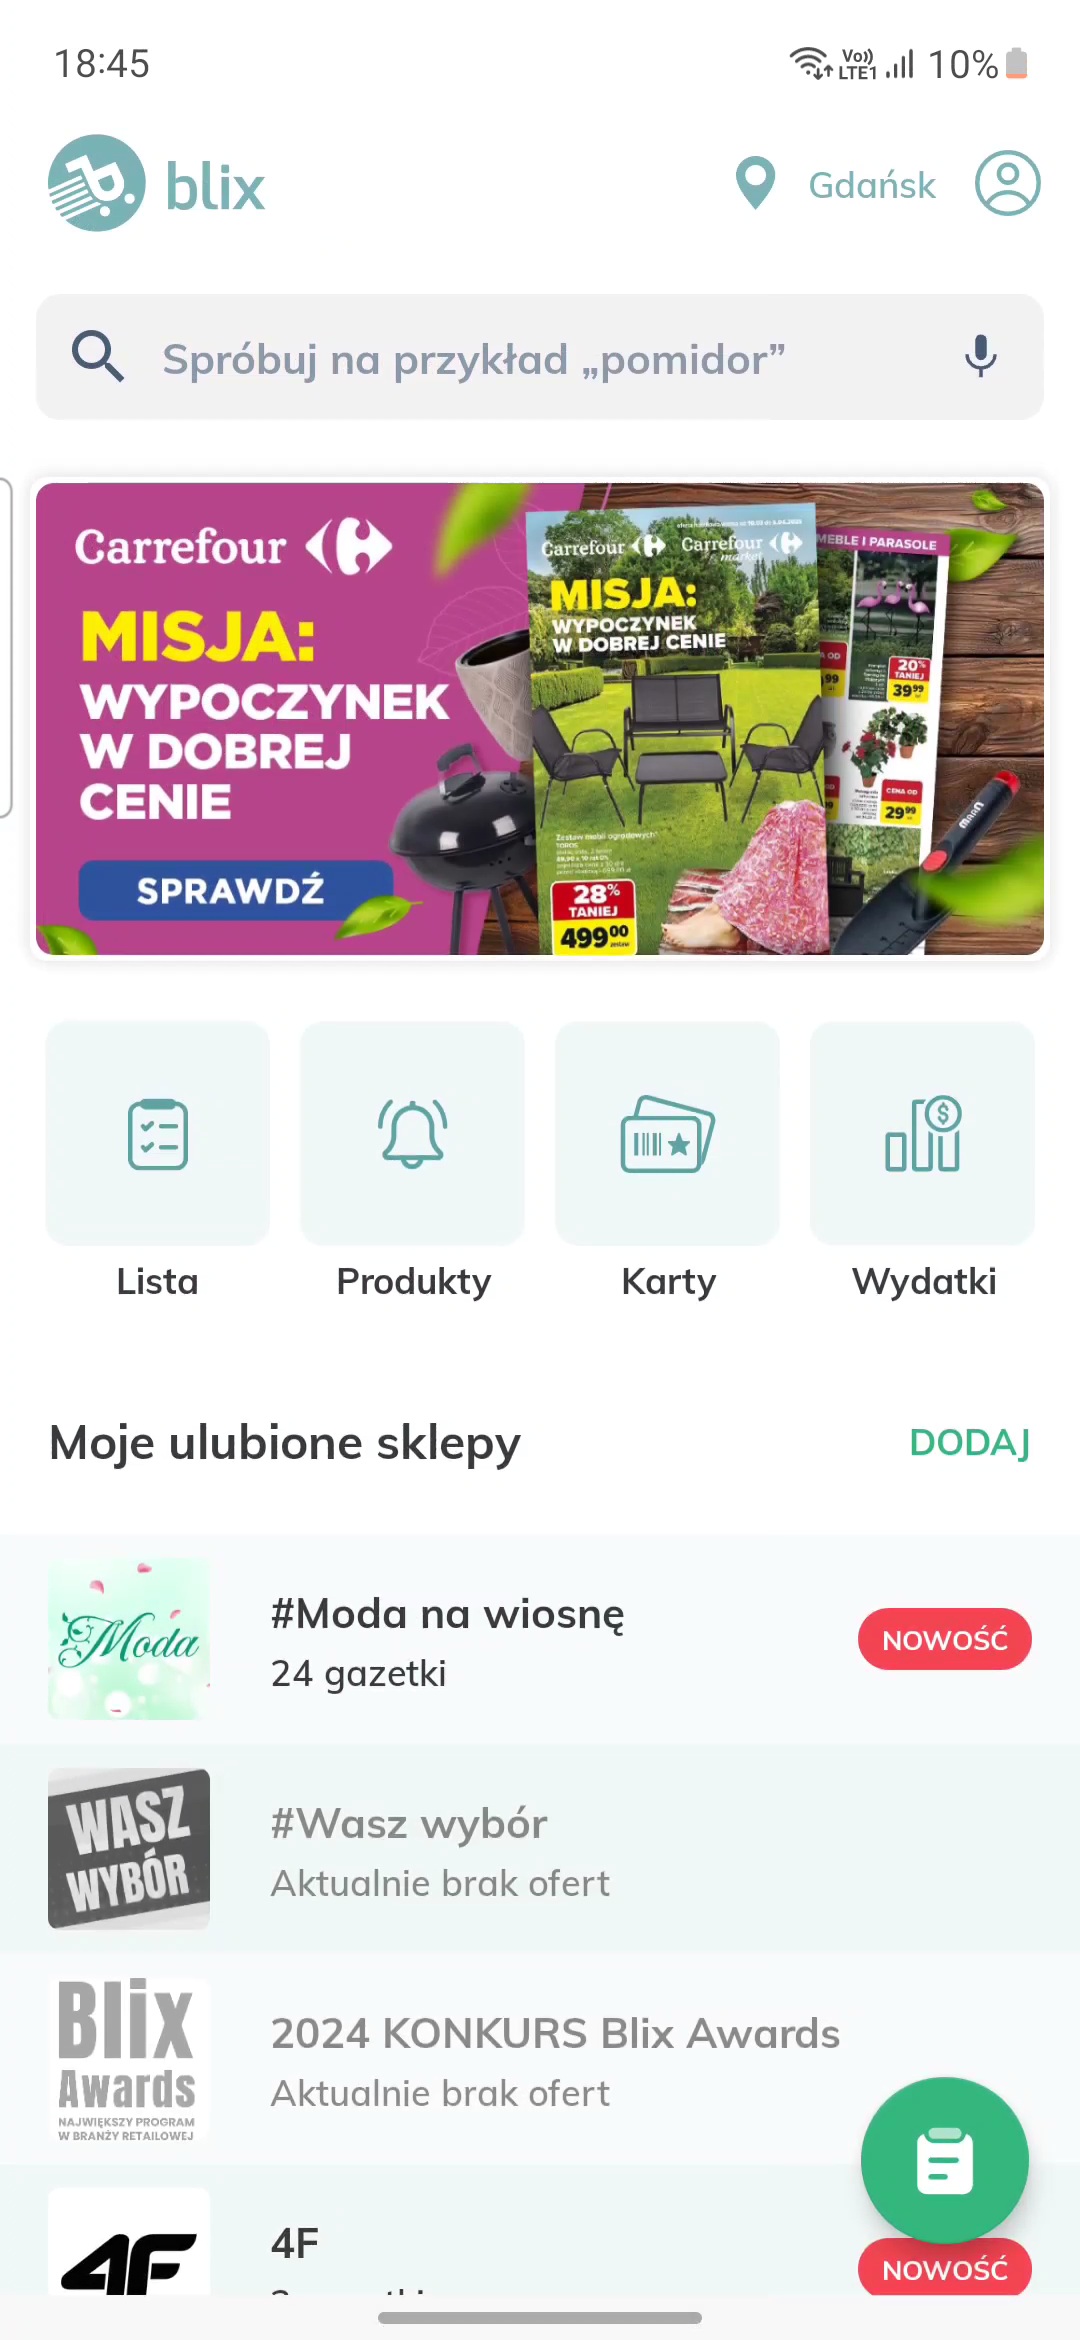 18:45
Vo)) LTE1 10%
blix
Gdańsk
Spróbuj na przykład „pomidor”
Carrefour
MISJA:
WYPOCZYNEK
W DOBREJ
CENIE
SPRAWDŹ
Carrefour Carrefour market
MISJA:
WYPOCZYNEK
W DOBREJ CENIE
28% TANIEJ
499 00
MEBLE I PARASOLE
20% TANIEJ
39 99
CENA OD
29 99
Lista
Produkty
Karty
Wydatki
Moje ulubione sklepy
DODAJ
Moda
#Moda na wiosnę
24 gazetki
NOWOŚĆ
WASZ
WYBÓR
#Wasz wybór
Aktualnie brak ofert
Blix
Awards
NAJWIĘKSZY PROGRAM
W BRANŻY RETAILOWEJ
2024 KONKURS Blix Awards
Aktualnie brak ofert
4F
4F
NOWOŚĆ